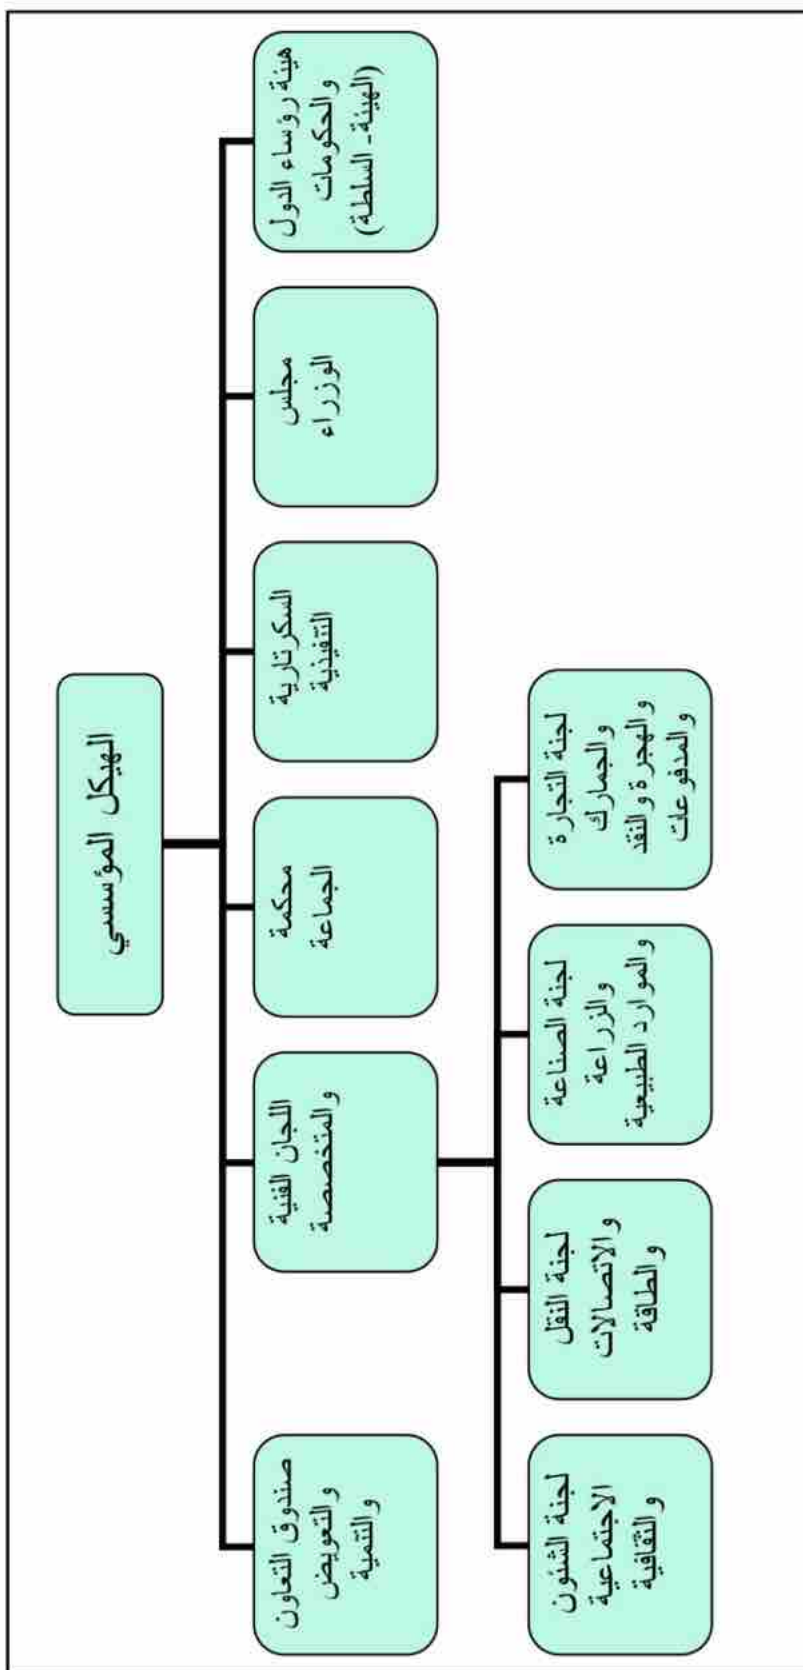 الهيكل المؤسسي
هيئة رؤساء الدول
والحكومات
(الهيئة- السلطة)
مجلس
الوزراء
السكرتارية
التنفيذية
محكمة
الجماعة
اللجان الفنية
والمتخصصة
صندوق التعاون
والتعويض
والتنمية
لجنة التجارة
والجمارك
والهجرة والنقد
والمدفوعات
لجنة الصناعة
والزراعة
والموارد الطبيعية
لجنة النقل
والاتصالات
والطاقة
لجنة الشئون
الاجتماعية
والثقافية